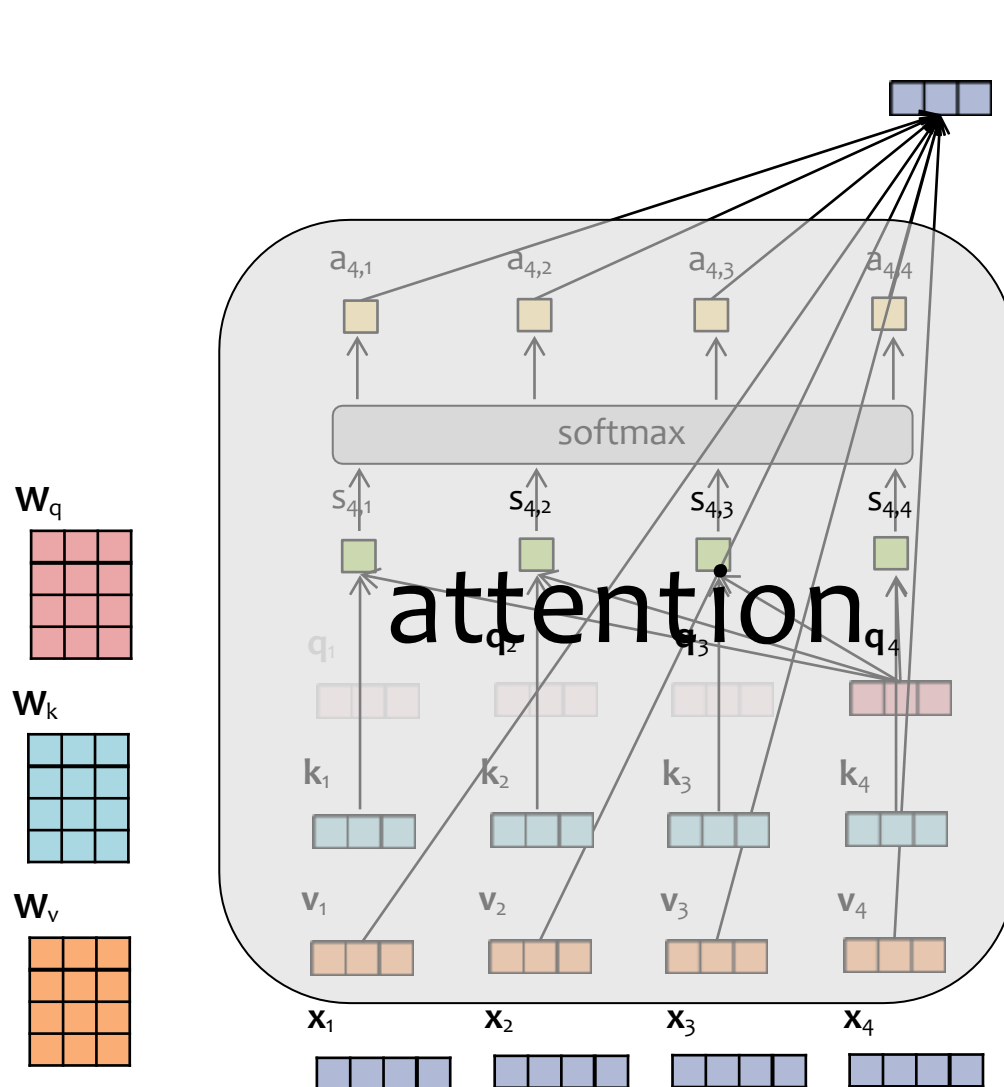 a4,1 a4,2 a4,3 a4,4
softmax
Wq
s4,1 s4,2 s4,3 s4,4
attention
q1 q2 q3 q4
Wk
k1 k2 k3 k4
Wv
v1 v2 v3 v4
x1 x2 x3 x4